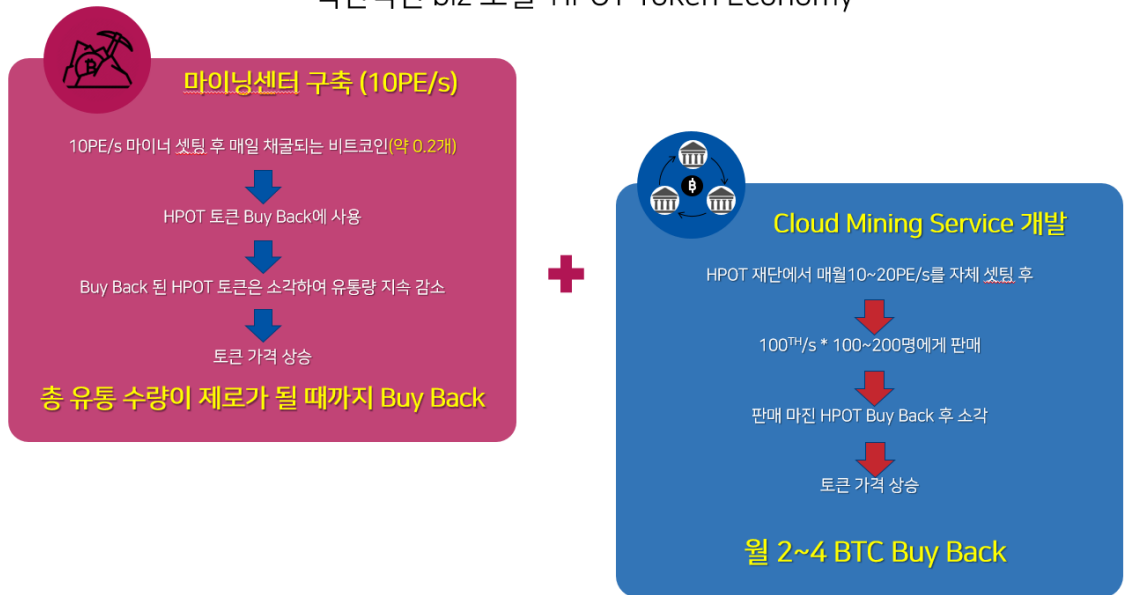 biz 모델 HPOT Token Economy
마이닝센터 구축 (10PE/s)
10PE/s 마이너 셋팅 후 매일 채굴되는 비트코인(약 0.2개)
HPOT 토큰 Buy Back에 사용
Buy Back 된 HPOT 토큰은 소각하여 유통량 지속 감소
토큰 가격 상승
총 유통 수량이 제로가 될 때까지 Buy Back
Cloud Mining Service 개발
HPOT 재단에서 매월10~20PE/s를 자체 셋팅 후
100TH/s * 100~200명에게 판매
판매 마진 HPOT Buy Back 후 소각
토큰 가격 상승
월 2~4 BTC Buy Back